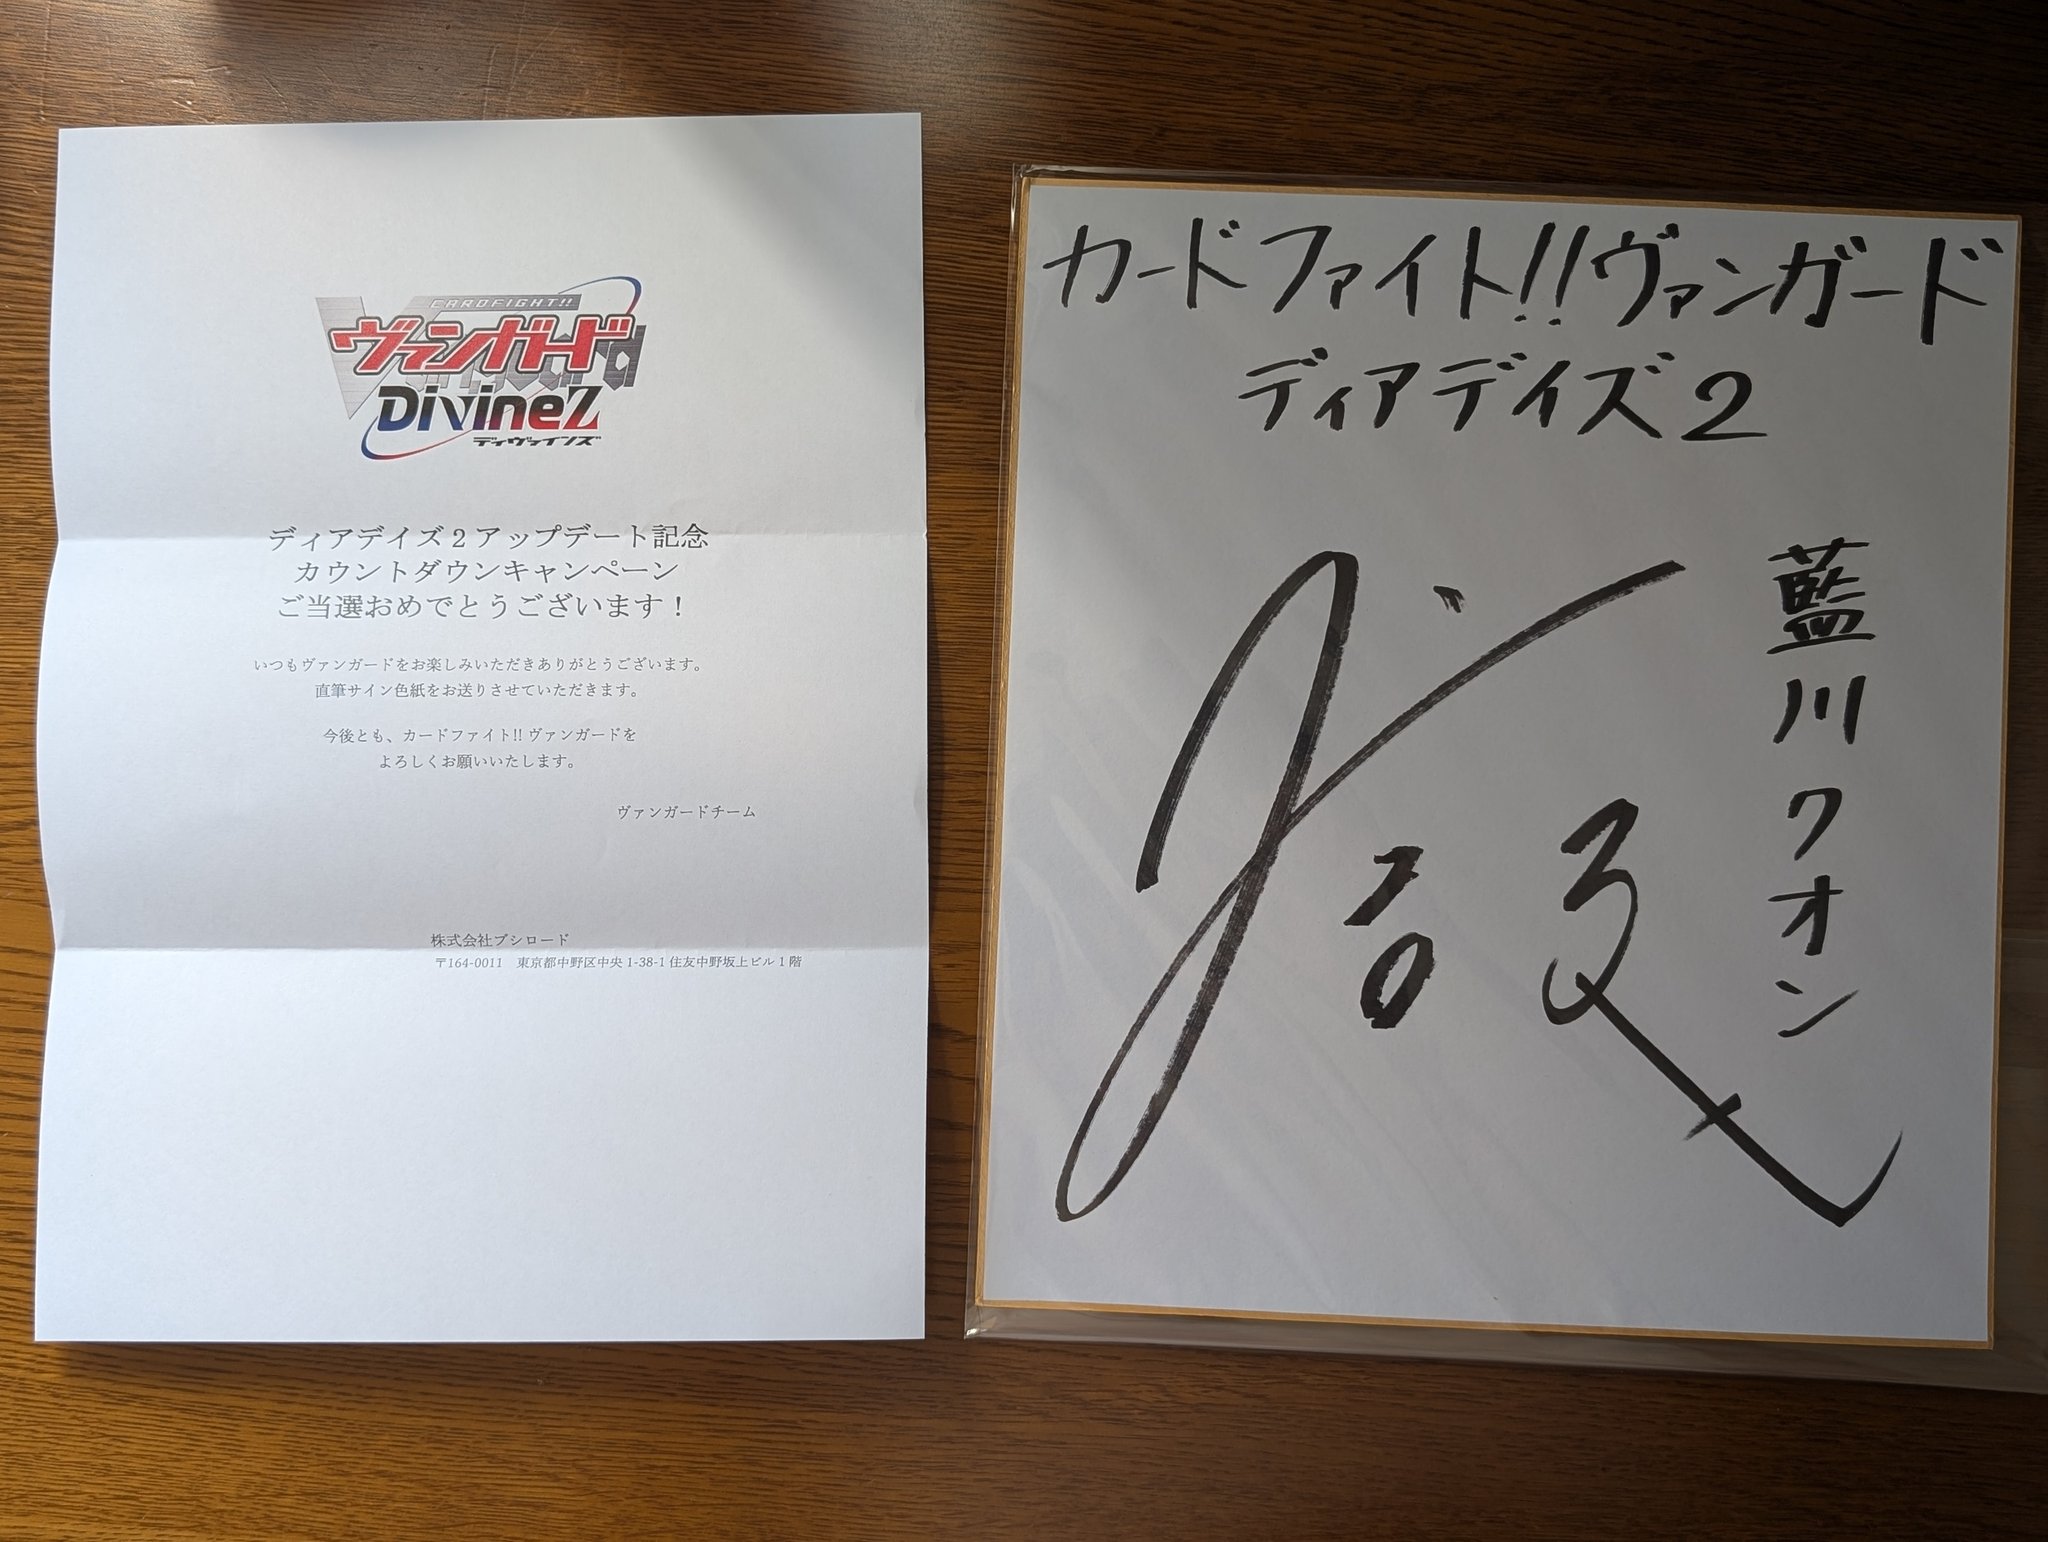 CARDFIGHT!!
ヴァンガード
Vanguard
DivineZ
ディヴァインズ
ディアデイズ2アップデート記念
カウントダウンキャンペーン
ご当選おめでとうございます！
いつもヴァンガードをお楽しみいただきありがとうございます。
直筆サイン色紙をお送りさせていただきます。
今後とも、カードファイト!!ヴァンガードを
よろしくお願いいたします。
ヴァンガードチーム
株式会社ブシロード
〒164-0011　東京都中野区中央1-38-1住友中野坂上ビル1階
カードファイト!!ヴァンガード
ディアデイズ2
藍川クオン